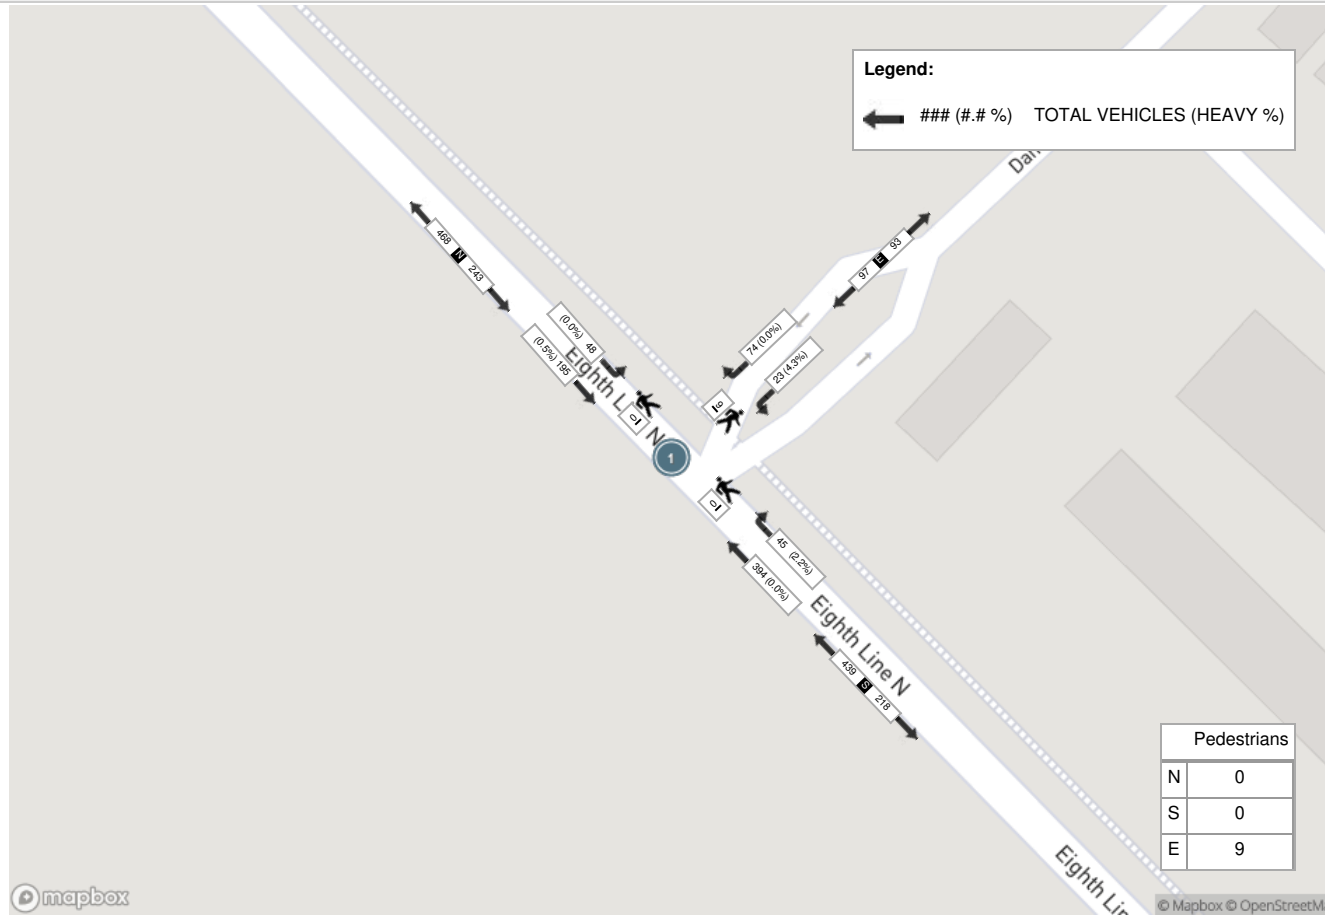 Legend:
### (#.# %) TOTAL VEHICLES (HEAVY %)
Dan
468 N 243
97 E 93
(0.0%) 48
(0.5%) 195
74 (0.0%)
23 (4.3%)
Eighth L
N
0
9
1
0
45 (2.2%)
394 (0.0%)
Eighth Line N
439 S 218
Pedestrians
N 0
S 0
E 9
Eighth Lin
mapbox
© Mapbox © OpenStreetM